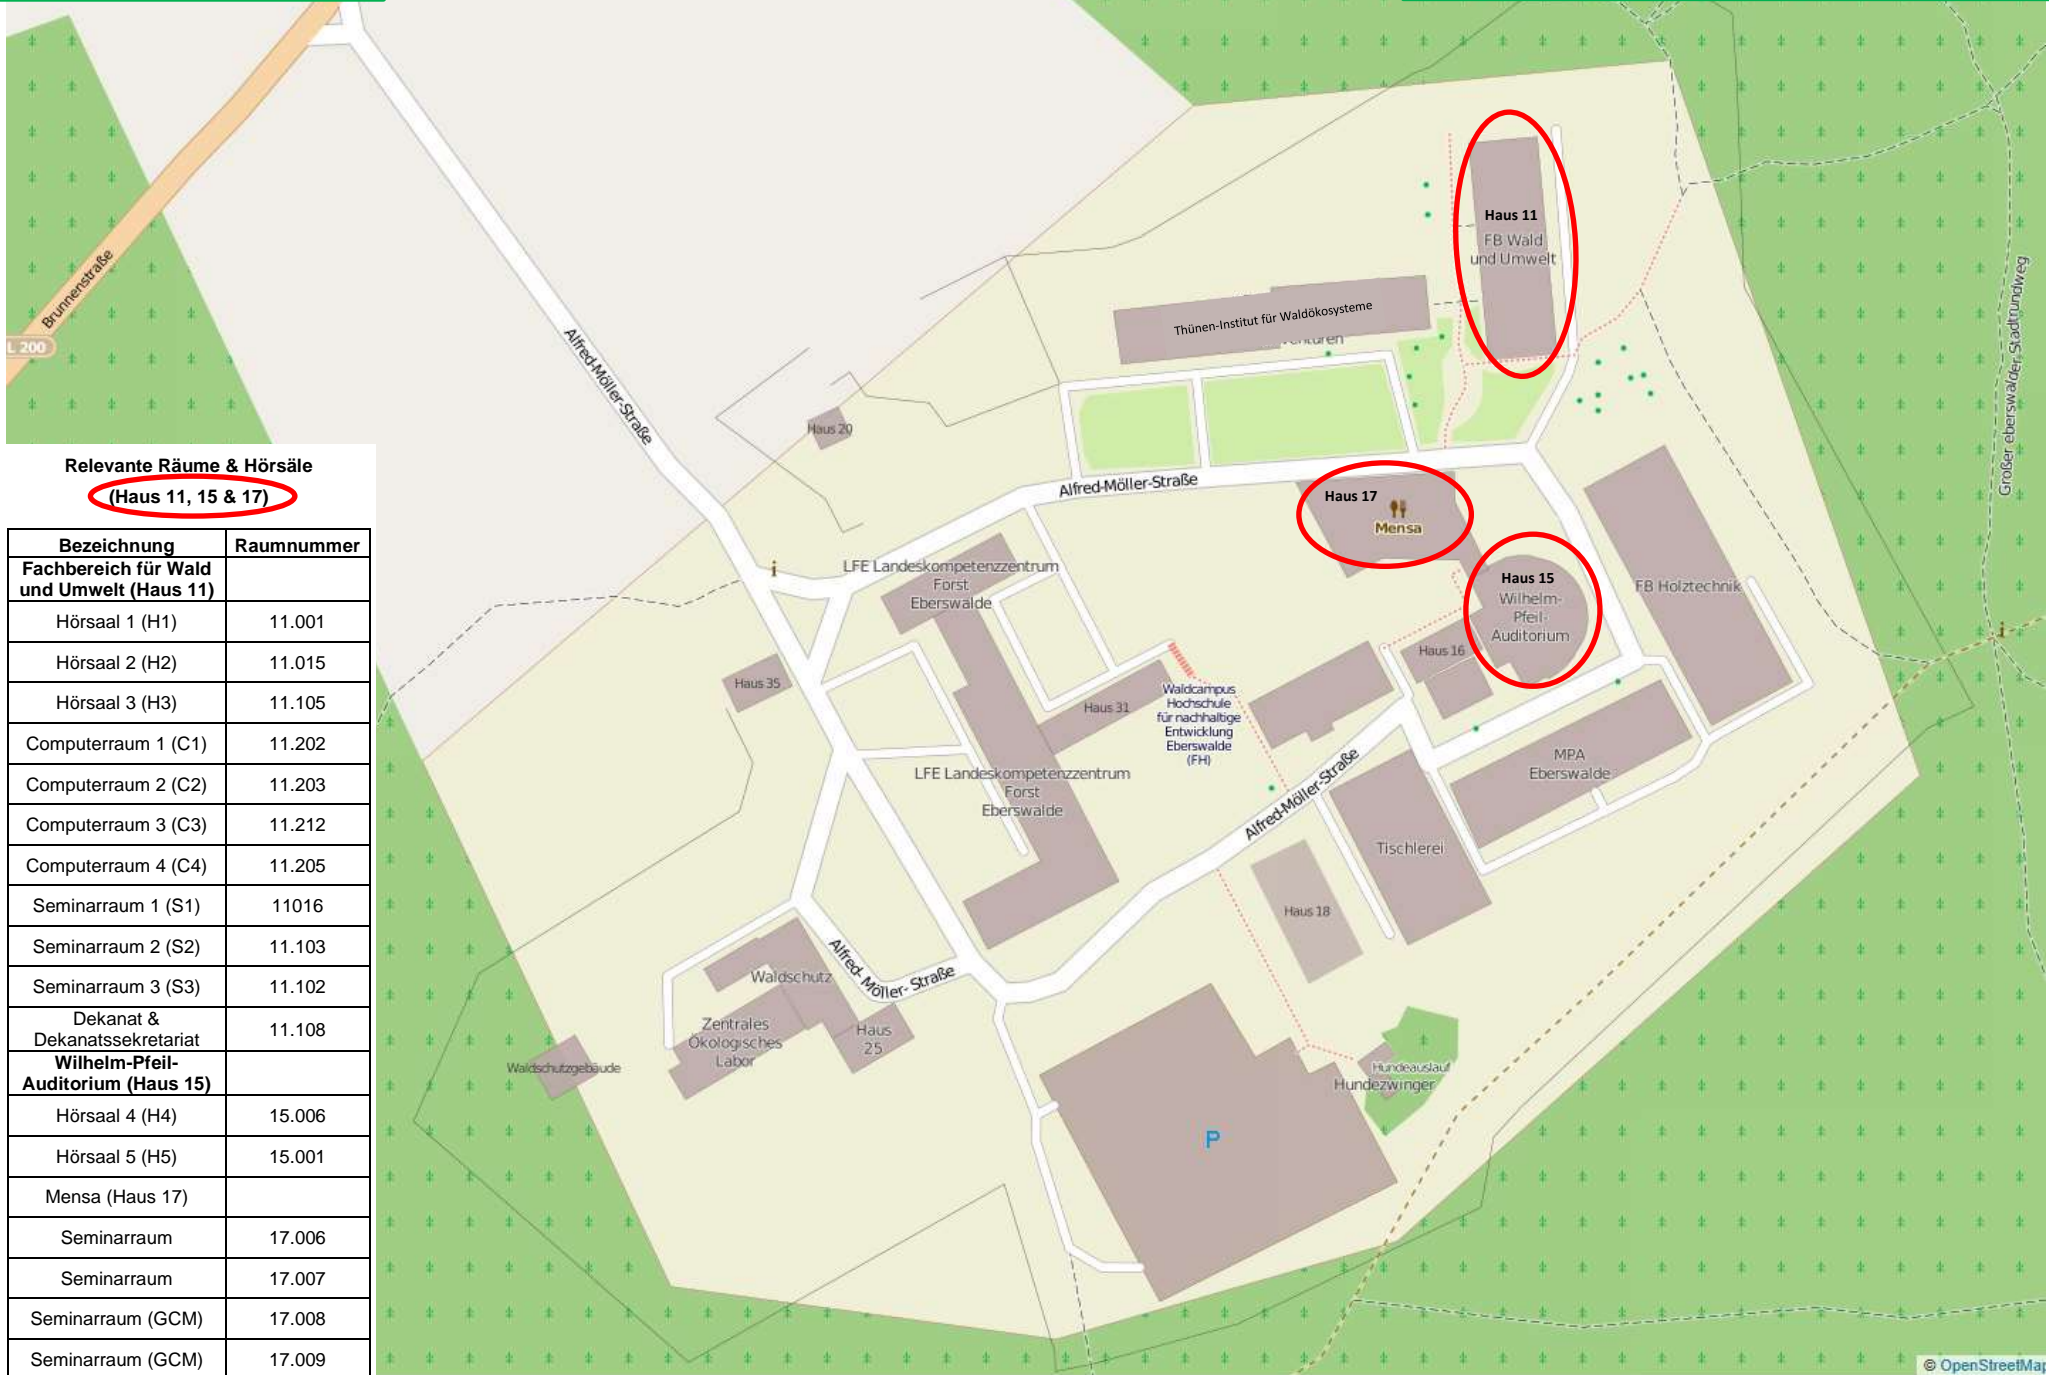 Brunnenstraße
L 200
Alfred-Möller-Straße
Haus 11
FB Wald
und Umwelt
Thünen-Institut für Waldökosysteme
Großer eberswalder Stadtrundweg
Haus 20
Alfred-Möller-Straße
Haus 17
Mensa
LFE Landeskompetenzzentrum
Forst
Eberswalde
Haus 15
Wilhelm-
Pfeil-
Auditorium
FB Holztechnik
i
i
Haus 16
Haus 35
Haus 31
Waldcampus
Hochschule
für nachhaltige
Entwicklung
Eberswalde
(FH)
LFE Landeskompetenzzentrum
Forst
Eberswalde
MPA
Eberswalde
Alfred-Möller-Straße
Tischlerei
Haus 18
Waldschutz
Alfred- Möller- Straße
Zentrales
Ökologisches
Labor
Haus
25
Waldschutzgebäude
Hundeauslauf
Hundezwinger
P
Relevante Räume & Hörsäle
(Haus 11, 15 & 17)
Bezeichnung Raumnummer
Fachbereich für Wald
und Umwelt (Haus 11)
Hörsaal 1 (H1) 11.001
Hörsaal 2 (H2) 11.015
Hörsaal 3 (H3) 11.105
Computerraum 1 (C1) 11.202
Computerraum 2 (C2) 11.203
Computerraum 3 (C3) 11.212
Computerraum 4 (C4) 11.205
Seminarraum 1 (S1) 11016
Seminarraum 2 (S2) 11.103
Seminarraum 3 (S3) 11.102
Dekanat &
Dekanatssekretariat 11.108
Wilhelm-Pfeil-
Auditorium (Haus 15)
Hörsaal 4 (H4) 15.006
Hörsaal 5 (H5) 15.001
Mensa (Haus 17)
Seminarraum 17.006
Seminarraum 17.007
Seminarraum (GCM) 17.008
Seminarraum (GCM) 17.009
© OpenStreetMap